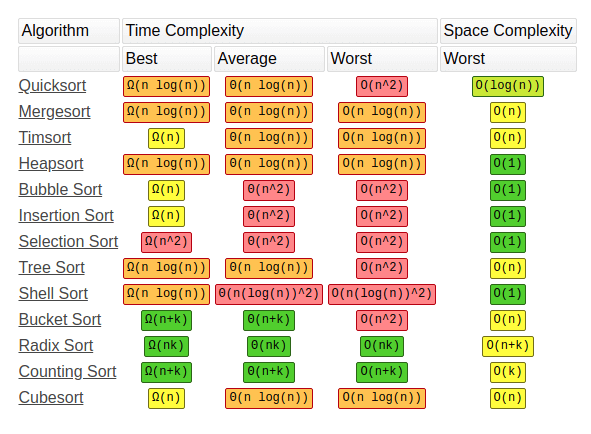 Algorithm Time Complexity Space Complexity
Best Average Worst Worst
Quicksort Ω(n log(n)) Θ(n log(n)) O(n^2) O(log(n))
Mergesort Ω(n log(n)) Θ(n log(n)) O(n log(n)) O(n)
Timsort Ω(n) Θ(n log(n)) O(n log(n)) O(n)
Heapsort Ω(n log(n)) Θ(n log(n)) O(n log(n)) O(1)
Bubble Sort Ω(n) Θ(n^2) O(n^2) O(1)
Insertion Sort Ω(n) Θ(n^2) O(n^2) O(1)
Selection Sort Ω(n^2) Θ(n^2) O(n^2) O(1)
Tree Sort Ω(n log(n)) Θ(n log(n)) O(n^2) O(n)
Shell Sort Ω(n log(n)) Θ(n(log(n))^2) O(n(log(n))^2) O(1)
Bucket Sort Ω(n+k) Θ(n+k) O(n^2) O(n)
Radix Sort Ω(nk) Θ(nk) O(nk) O(n+k)
Counting Sort Ω(n+k) Θ(n+k) O(n+k) O(k)
Cubesort Ω(n) Θ(n log(n)) O(n log(n)) O(n)